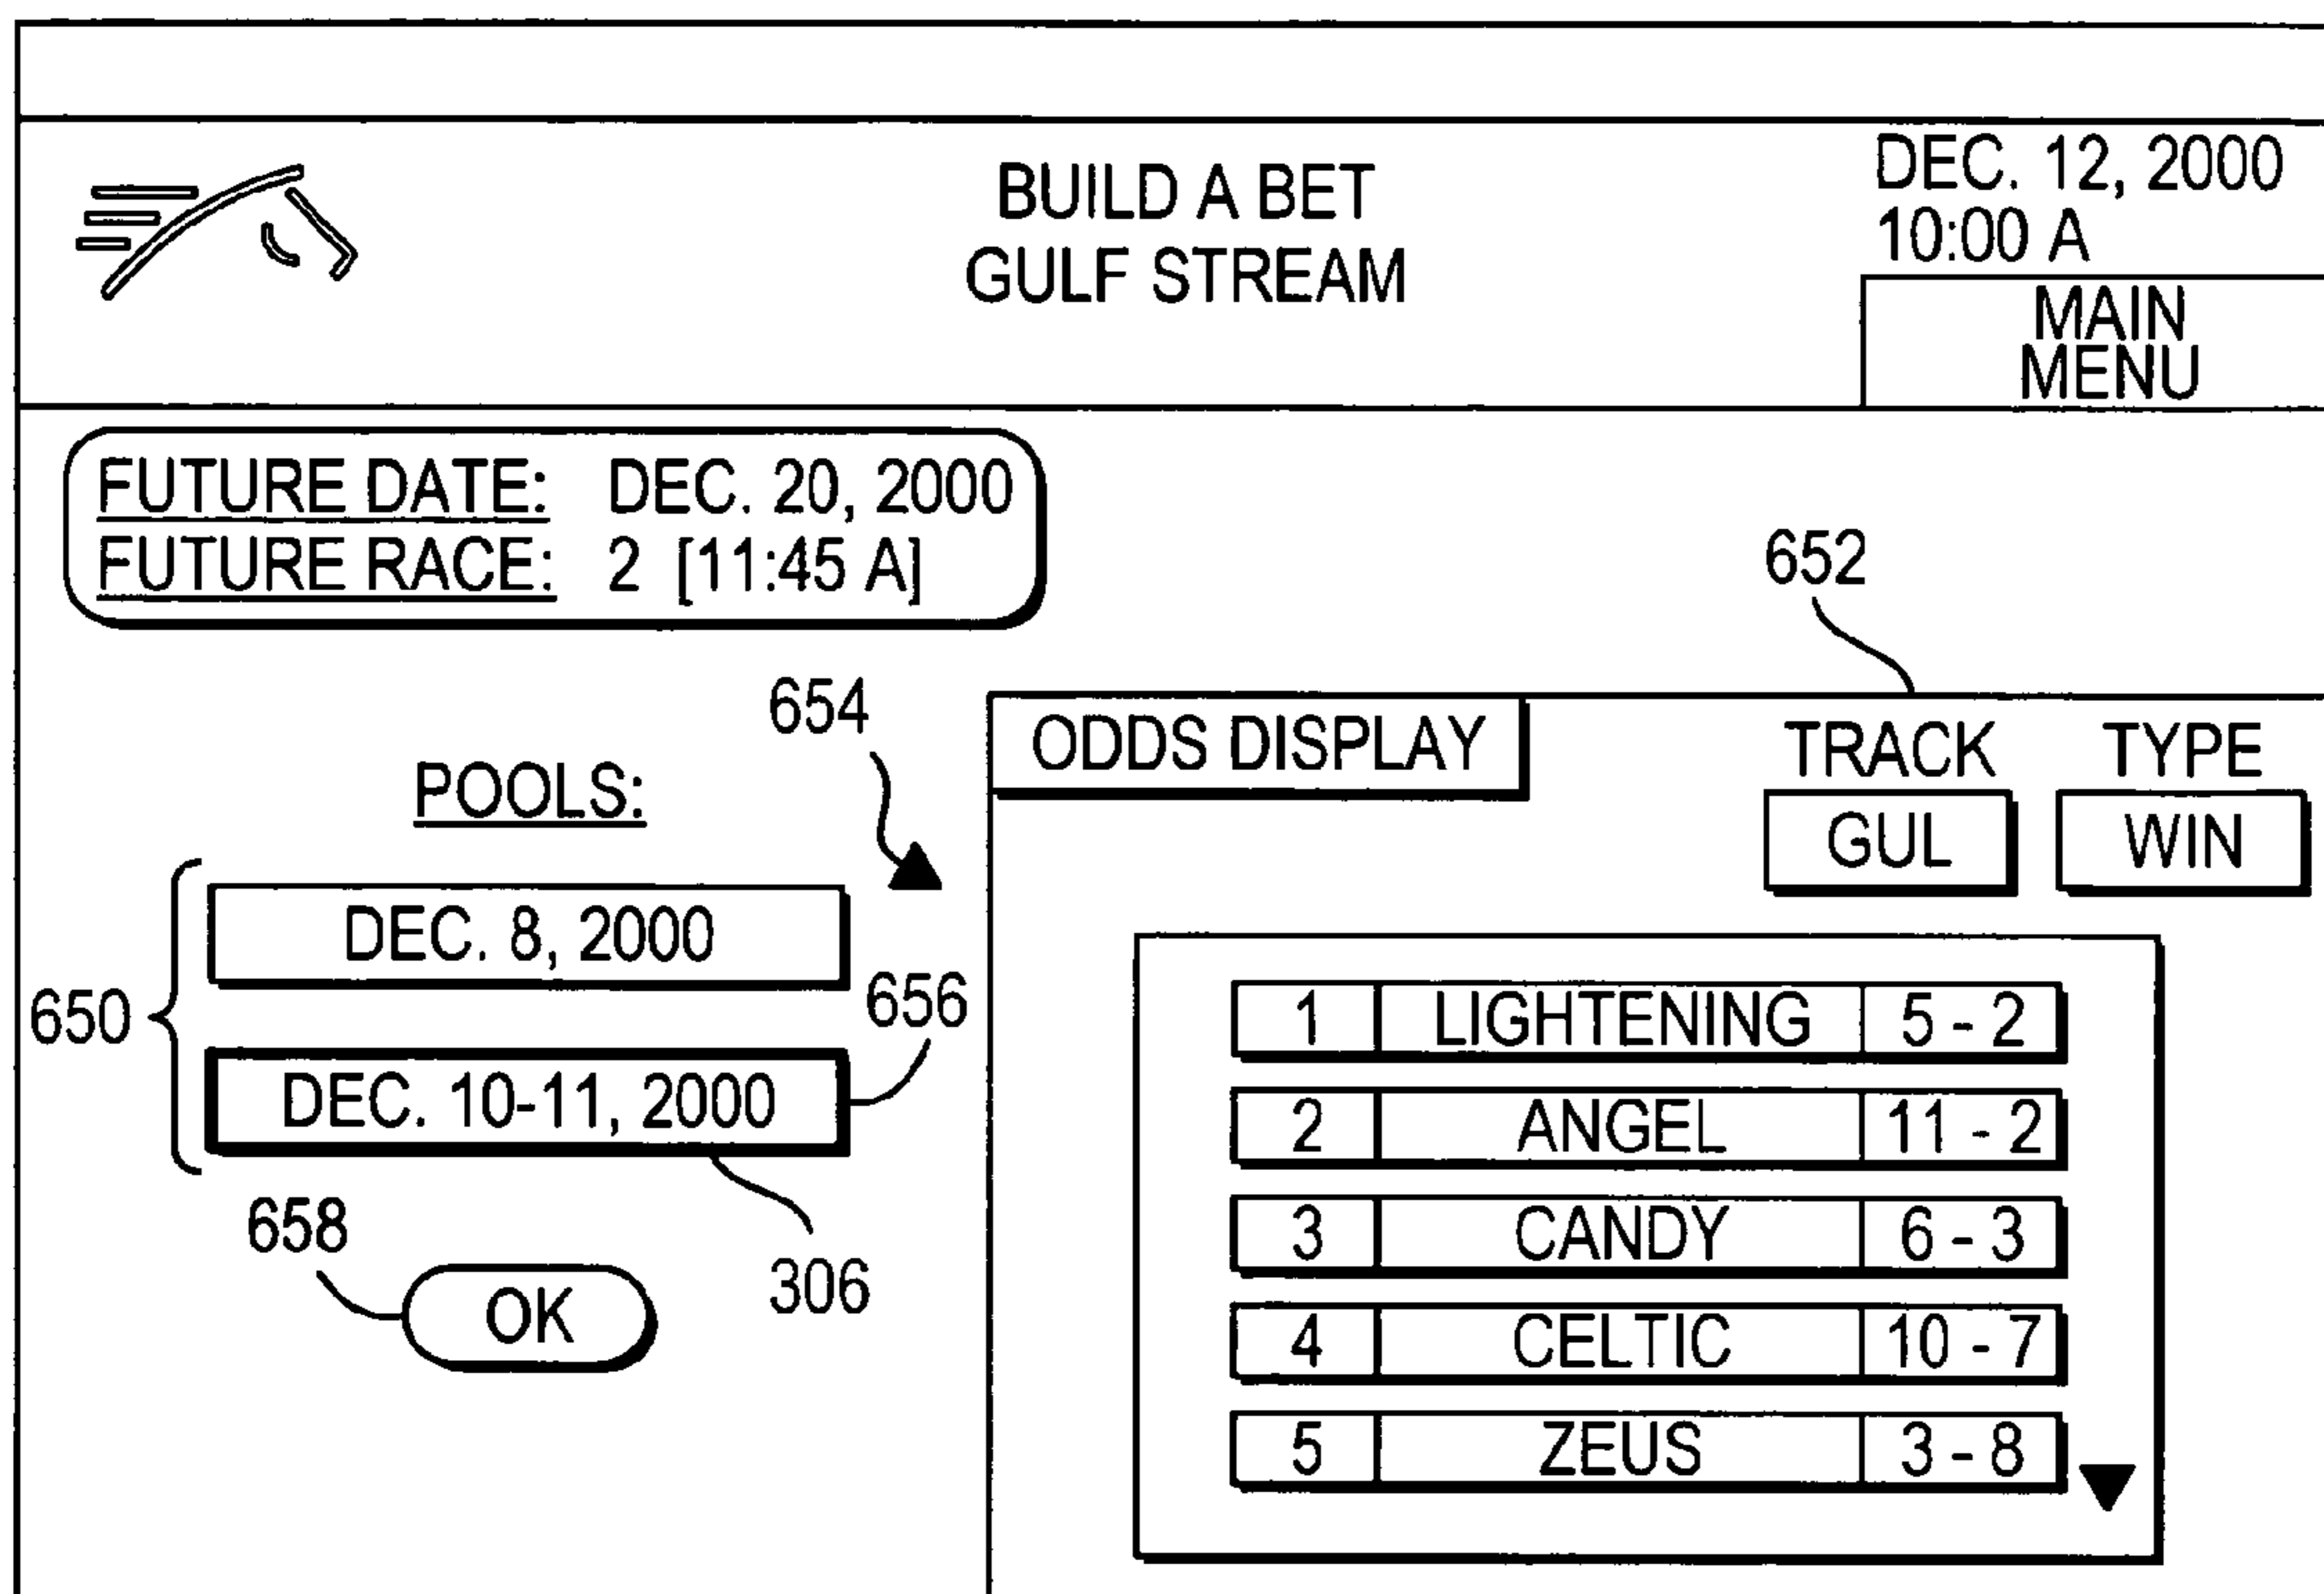 BUILD A BET
GULF STREAM
DEC. 12, 2000
10:00 A
MAIN
MENU
FUTURE DATE: DEC. 20, 2000
FUTURE RACE: 2 [11:45 A]
652
654
ODDS DISPLAY
TRACK TYPE
GUL WIN
POOLS:
DEC. 8, 2000
650
656
DEC. 10-11, 2000
658
306
OK
1 LIGHTENING 5 - 2
2 ANGEL 11 - 2
3 CANDY 6 - 3
4 CELTIC 10 - 7
5 ZEUS 3 - 8